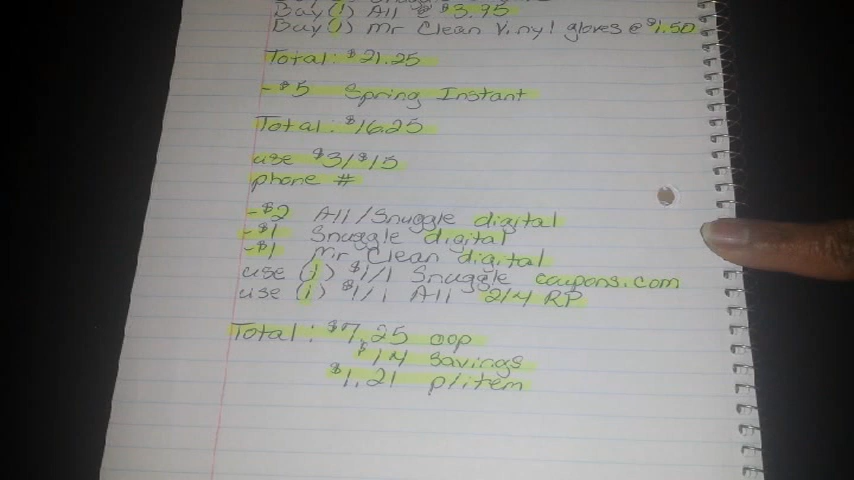 Buy (1) All @ $3.95
Buy (1) Mr Clean Vinyl gloves @ $1.50
Total: $21.25
-$5 Spring Instant
Total: $16.25
use $3/$15
phone #
-$2 All/Snuggle digital
-$1 Snuggle digital
-$1 Mr Clean digital
use (1) $1/1 Snuggle coupons.com
use (1) $1/1 All 2/4 RP
Total: $7.25 oop
$14 savings
$1.21 p/item